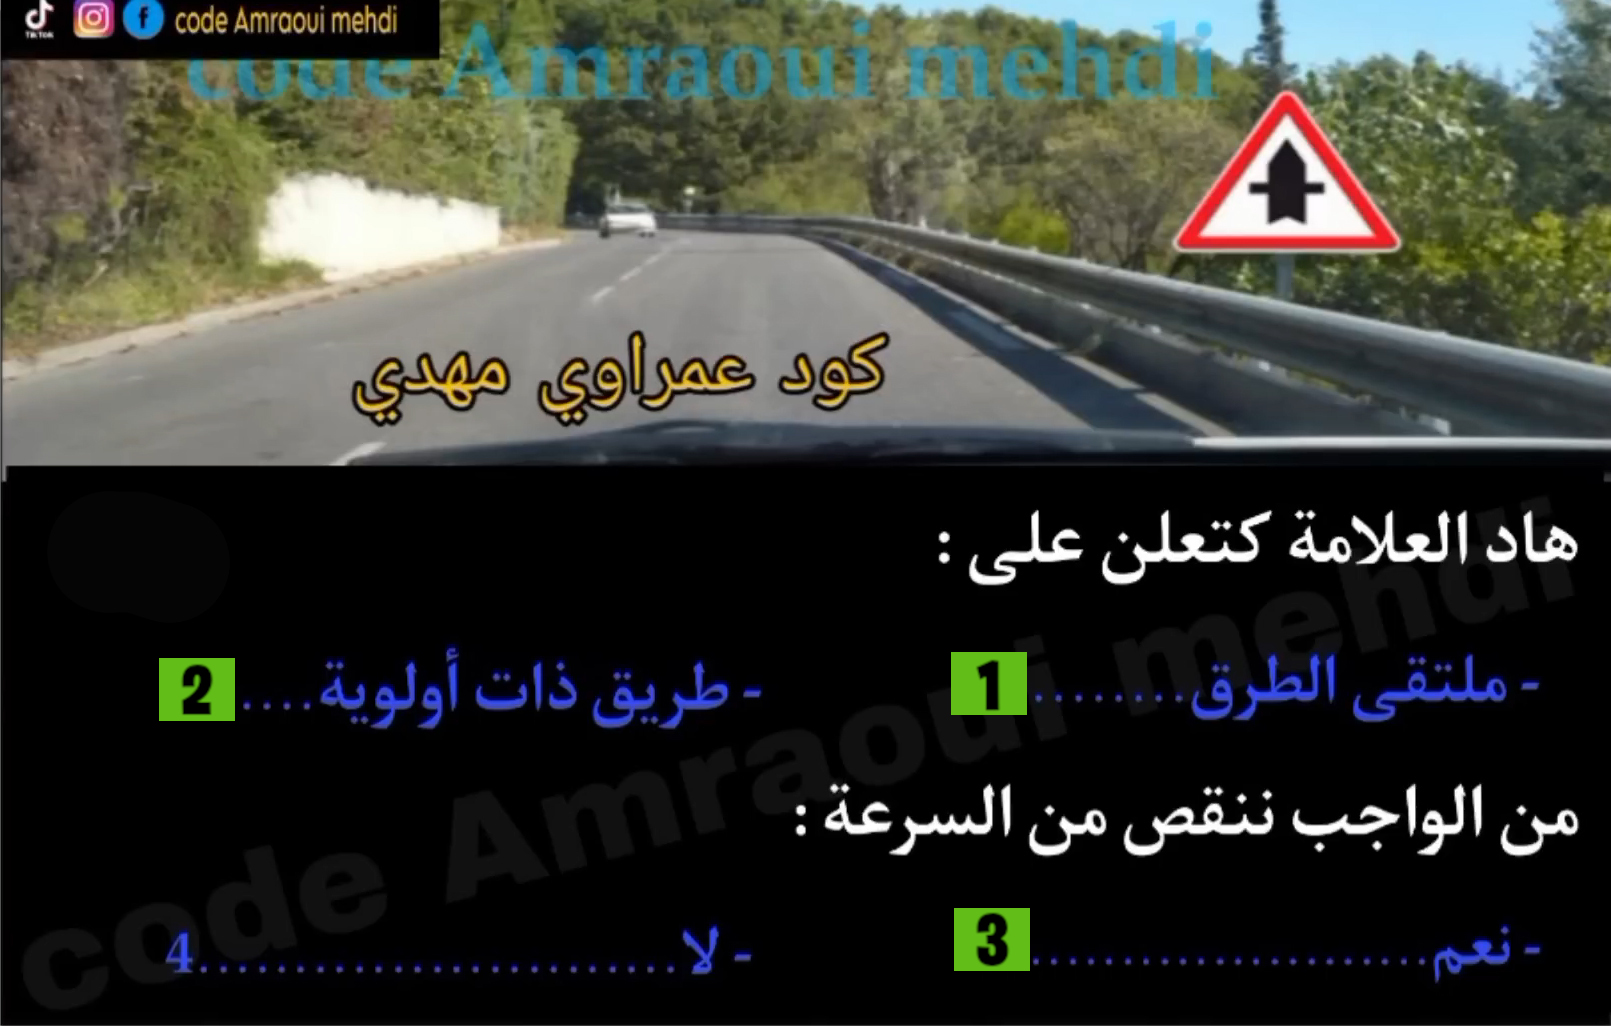 TikTok
code Amraoui mehdi
code Amraoui mehdi
كود عمراوي مهدي
هاد العلامة كتعلن على :
- ملتقى الطرق........ 1
- طريق ذات أولوية.... 2
من الواجب ننقص من السرعة :
- نعم...................... 3
- لا.........................4
code Amraoui mehdi